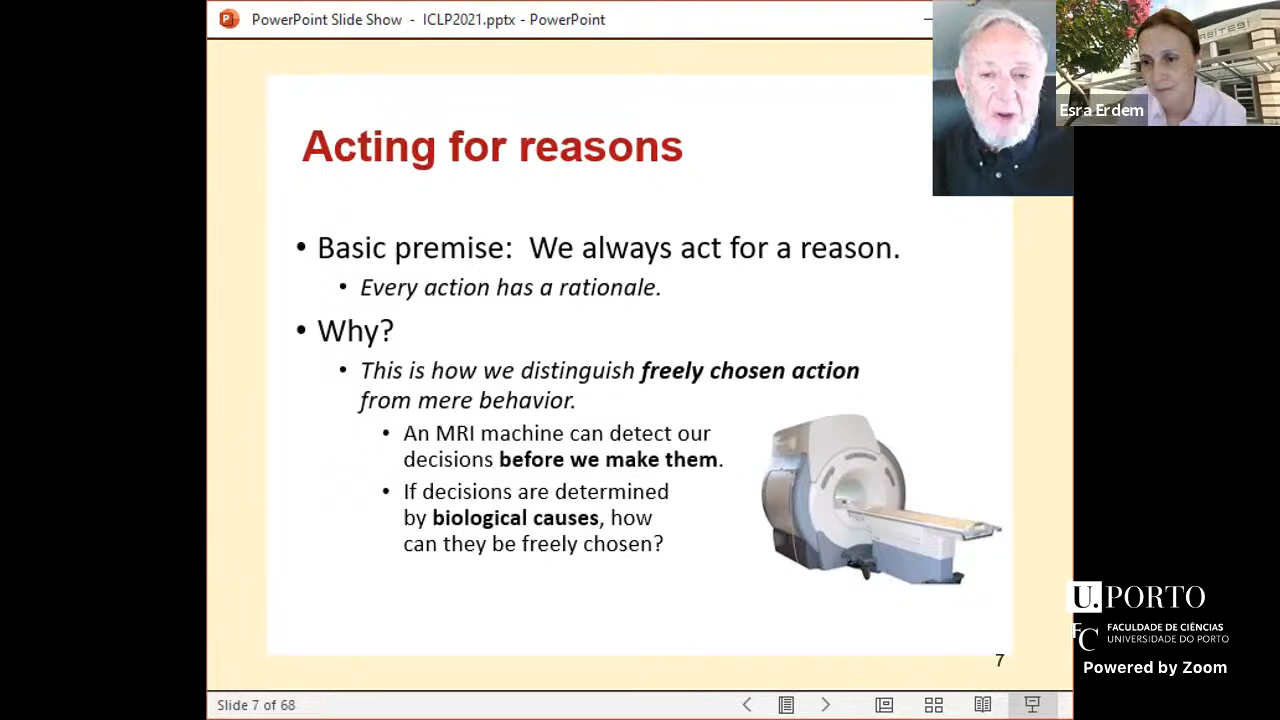 PowerPoint Slide Show - ICLP2021.pptx - PowerPoint
Esra Erdem
Acting for reasons
• Basic premise: We always act for a reason.
• Every action has a rationale.
• Why?
• This is how we distinguish freely chosen action
from mere behavior.
• An MRI machine can detect our
decisions before we make them.
• If decisions are determined
by biological causes, how
can they be freely chosen?
7
Slide 7 of 68
U.PORTO
FC FACULDADE DE CIÊNCIAS
UNIVERSIDADE DO PORTO
Powered by Zoom